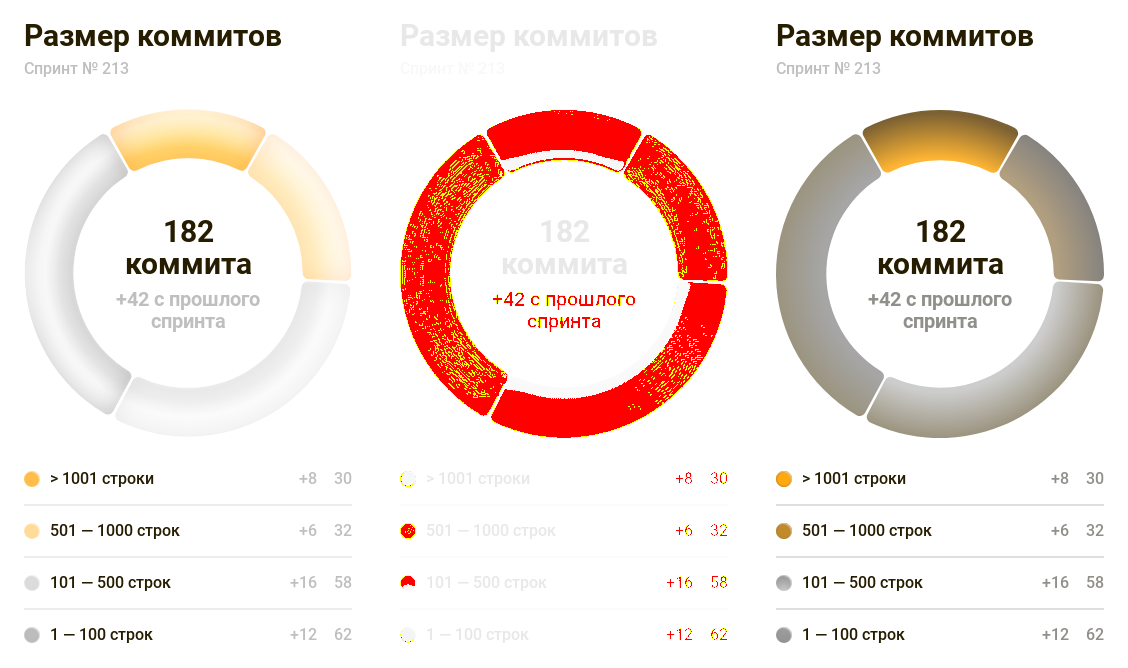 Размер коммитов
Спринт № 213
182
коммита
+42 с прошлого
спринта
> 1001 строки +8 30
501 — 1000 строк +6 32
101 — 500 строк +16 58
1 — 100 строк +12 62
Размер коммитов
Спринт № 213
182
коммита
+42 с прошлого
спринта
> 1001 строки +8 30
501 — 1000 строк +6 32
101 — 500 строк +16 58
1 — 100 строк +12 62
Размер коммитов
Спринт № 213
182
коммита
+42 с прошлого
спринта
> 1001 строки +8 30
501 — 1000 строк +6 32
101 — 500 строк +16 58
1 — 100 строк +12 62